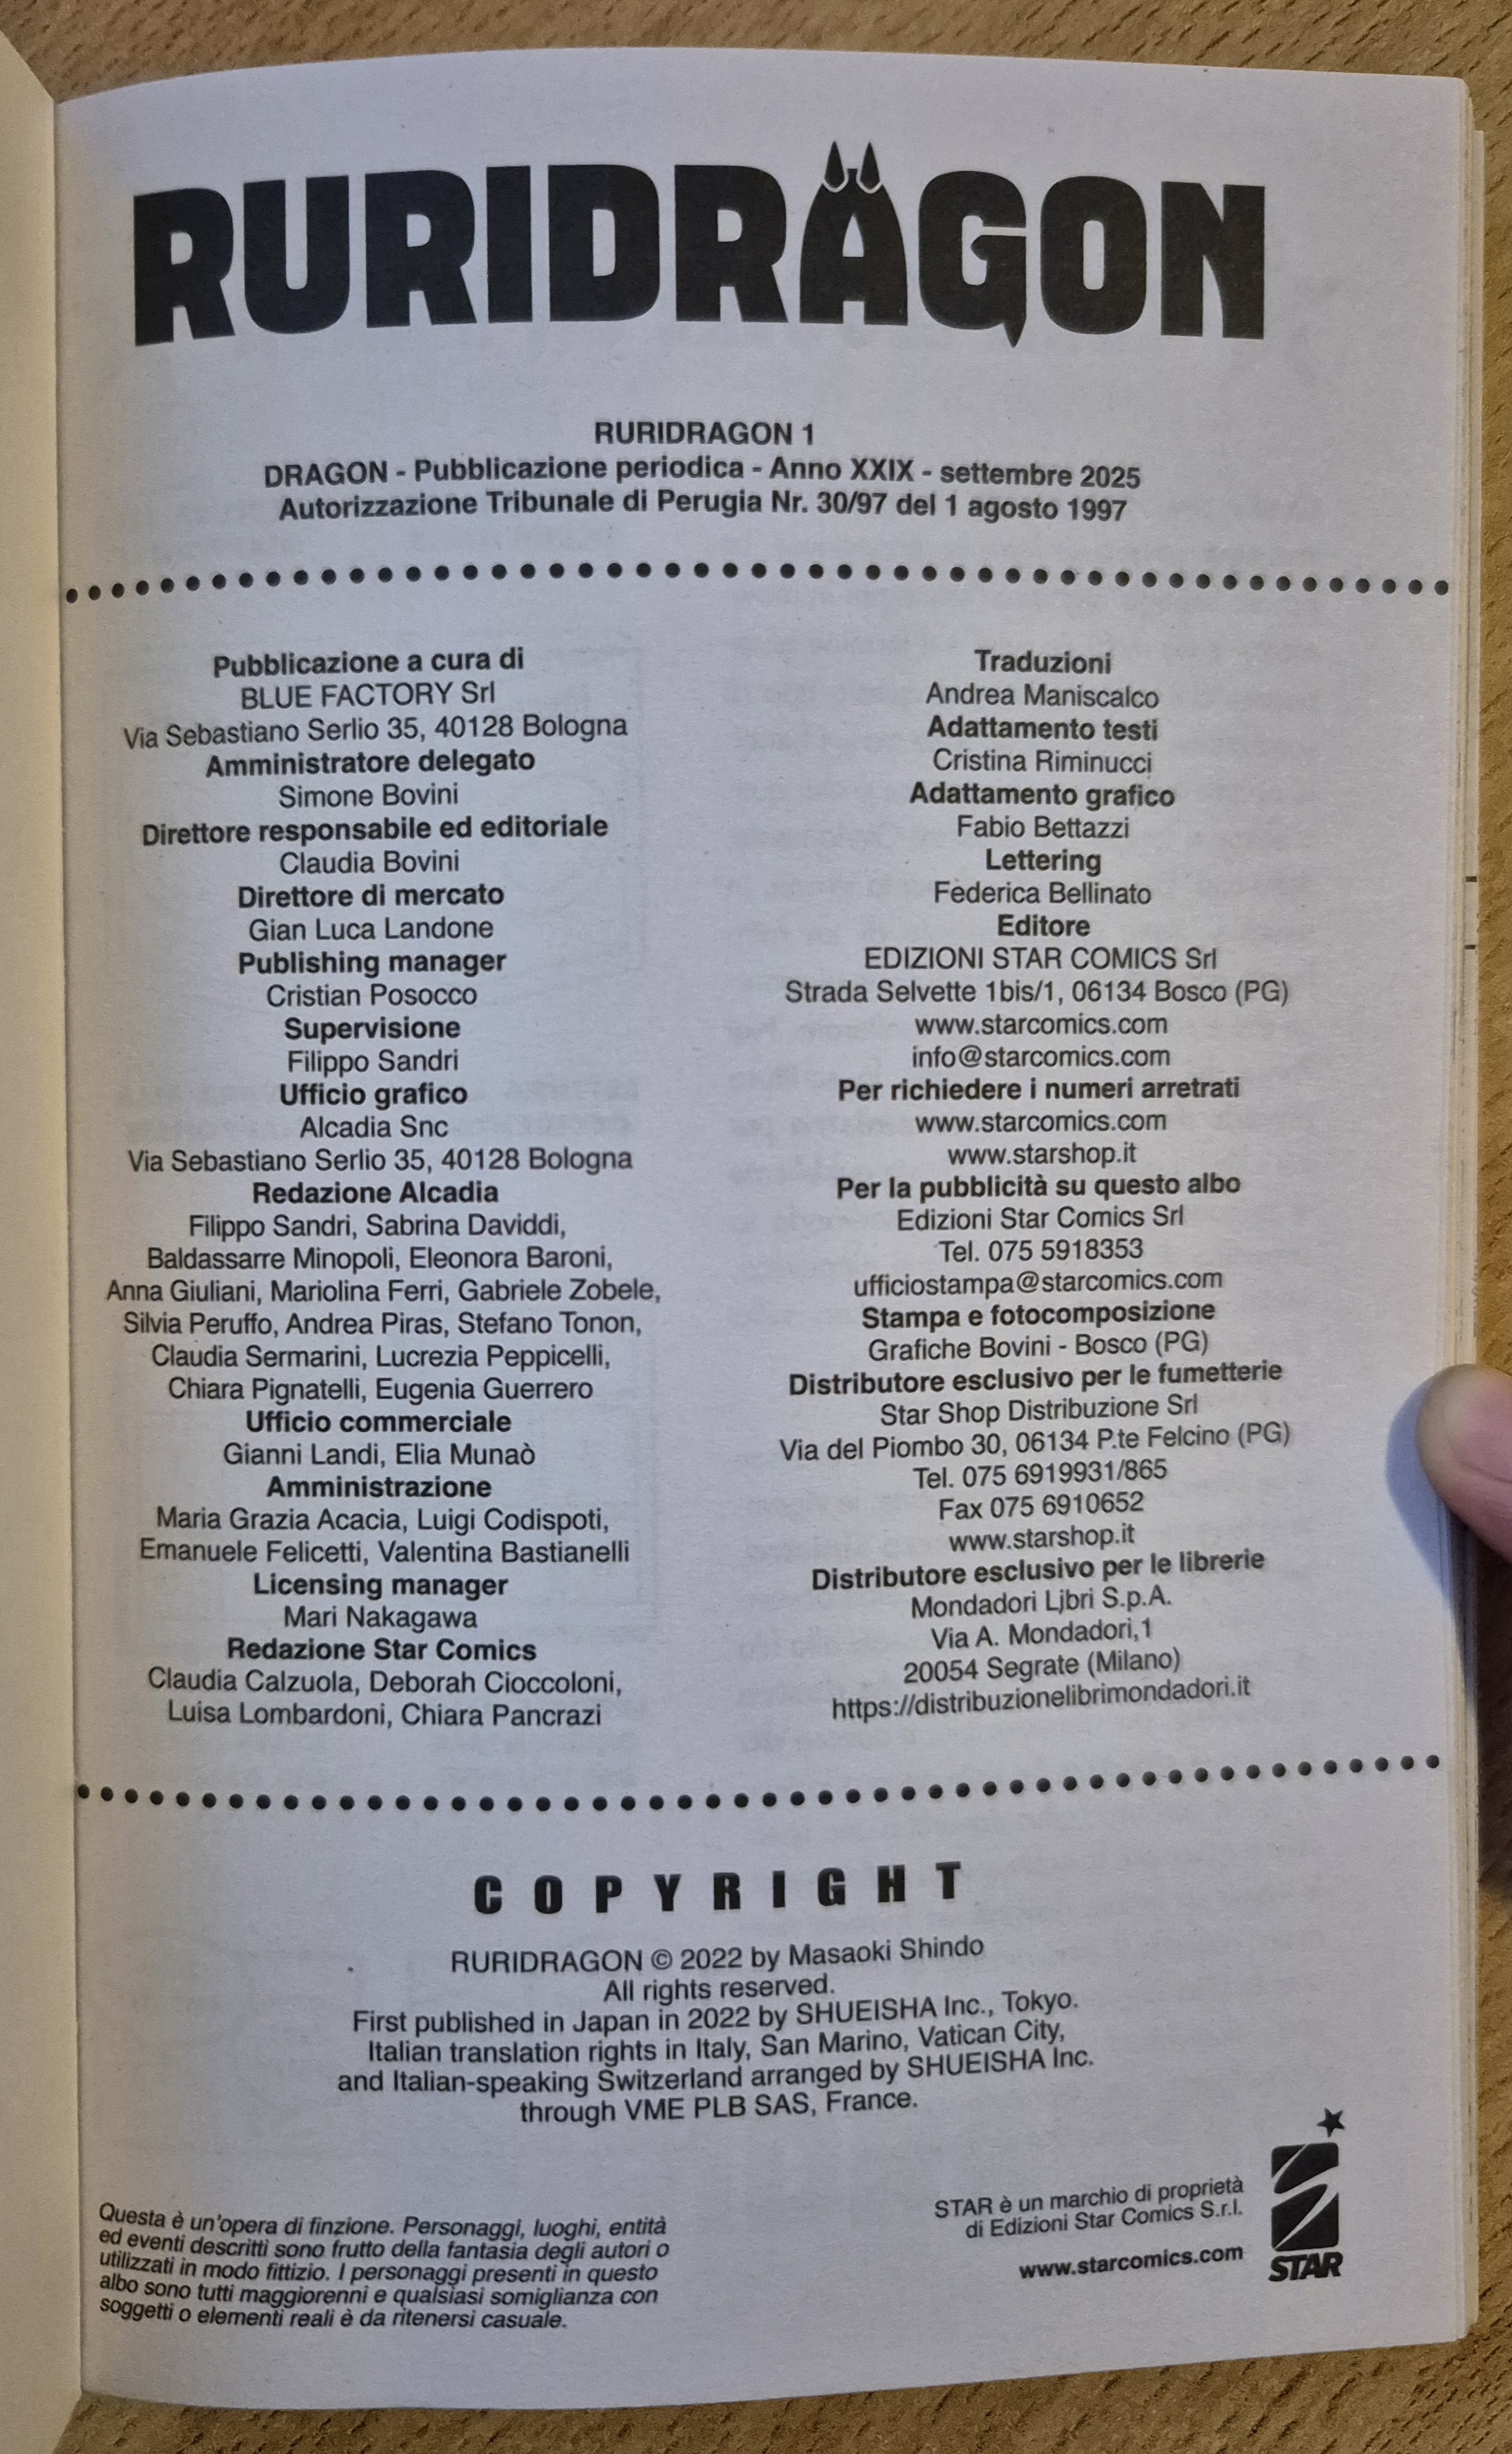 RURIDRAGON
RURIDRAGON 1
DRAGON - Pubblicazione periodica - Anno XXIX - settembre 2025
Autorizzazione Tribunale di Perugia Nr. 30/97 del 1 agosto 1997
Pubblicazione a cura di
BLUE FACTORY Srl
Via Sebastiano Serlio 35, 40128 Bologna
Amministratore delegato
Simone Bovini
Direttore responsabile ed editoriale
Claudia Bovini
Direttore di mercato
Gian Luca Landone
Publishing manager
Cristian Posocco
Supervisione
Filippo Sandri
Ufficio grafico
Alcadia Snc
Via Sebastiano Serlio 35, 40128 Bologna
Redazione Alcadia
Filippo Sandri, Sabrina Daviddi,
Baldassarre Minopoli, Eleonora Baroni,
Anna Giuliani, Mariolina Ferri, Gabriele Zobele,
Silvia Peruffo, Andrea Piras, Stefano Tonon,
Claudia Sermarini, Lucrezia Peppicelli,
Chiara Pignatelli, Eugenia Guerrero
Ufficio commerciale
Gianni Landi, Elia Munaò
Amministrazione
Maria Grazia Acacia, Luigi Codispoti,
Emanuele Felicetti, Valentina Bastianelli
Licensing manager
Mari Nakagawa
Redazione Star Comics
Claudia Calzuola, Deborah Cioccoloni,
Luisa Lombardoni, Chiara Pancrazi
Traduzioni
Andrea Maniscalco
Adattamento testi
Cristina Riminucci
Adattamento grafico
Fabio Bettazzi
Lettering
Federica Bellinato
Editore
EDIZIONI STAR COMICS Srl
Strada Selvette 1bis/1, 06134 Bosco (PG)
www.starcomics.com
info@starcomics.com
Per richiedere i numeri arretrati
www.starcomics.com
www.starshop.it
Per la pubblicità su questo albo
Edizioni Star Comics Srl
Tel. 075 5918353
ufficiostampa@starcomics.com
Stampa e fotocomposizione
Grafiche Bovini - Bosco (PG)
Distributore esclusivo per le fumetterie
Star Shop Distribuzione Srl
Via del Piombo 30, 06134 P.te Felcino (PG)
Tel. 075 6919931/865
Fax 075 6910652
www.starshop.it
Distributore esclusivo per le librerie
Mondadori Libri S.p.A.
Via A. Mondadori,1
20054 Segrate (Milano)
https://distribuzionelibrimondadori.it
COPYRIGHT
RURIDRAGON © 2022 by Masaoki Shindo
All rights reserved.
First published in Japan in 2022 by SHUEISHA Inc., Tokyo.
Italian translation rights in Italy, San Marino, Vatican City,
and Italian-speaking Switzerland arranged by SHUEISHA Inc.
through VME PLB SAS, France.
Questa è un'opera di finzione. Personaggi, luoghi, entità
ed eventi descritti sono frutto della fantasia degli autori o
utilizzati in modo fittizio. I personaggi presenti in questo
albo sono tutti maggiorenni e qualsiasi somiglianza con
soggetti o elementi reali è da ritenersi casuale.
STAR è un marchio di proprietà
di Edizioni Star Comics S.r.l.
www.starcomics.com
STAR